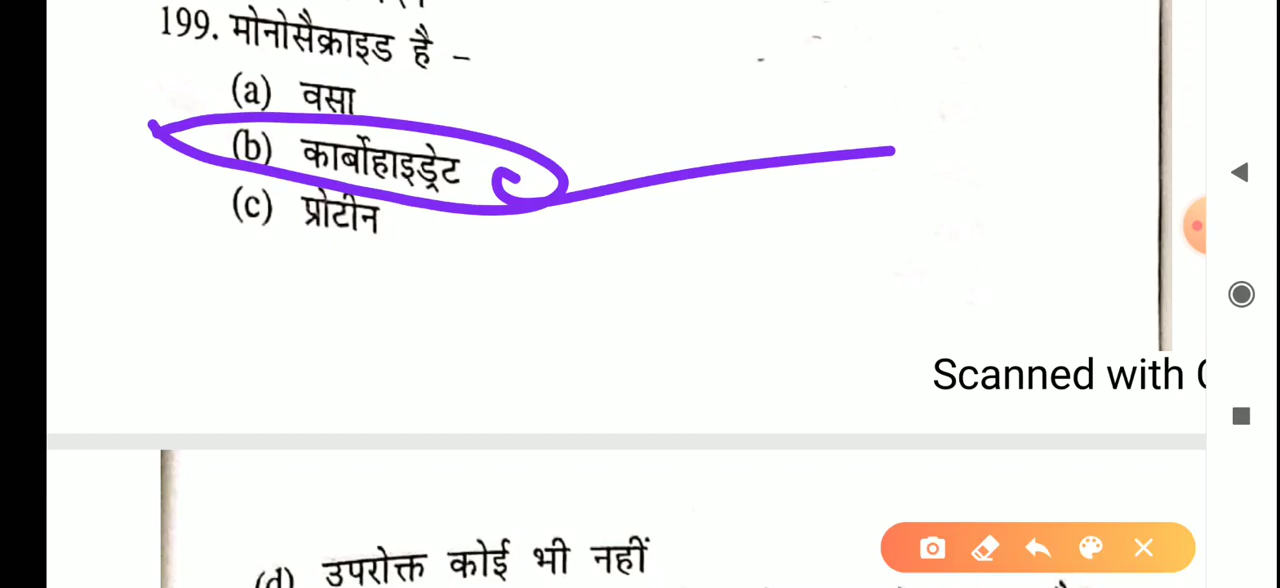 199. मोनोसैक्राइड है –
(a) वसा
(b) कार्बोहाइड्रेट
(c) प्रोटीन
Scanned with
(d) उपरोक्त कोई भी नहीं